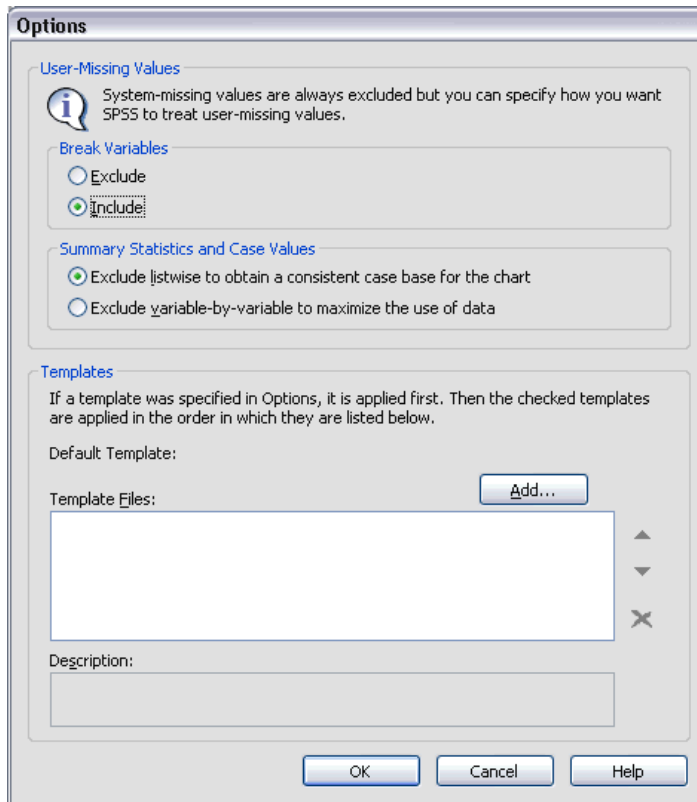 Options
User-Missing Values
System-missing values are always excluded but you can specify how you want
SPSS to treat user-missing values.
Break Variables
Exclude
Include
Summary Statistics and Case Values
Exclude listwise to obtain a consistent case base for the chart
Exclude variable-by-variable to maximize the use of data
Templates
If a template was specified in Options, it is applied first. Then the checked templates
are applied in the order in which they are listed below.
Default Template:
Add...
Template Files:
Description:
OK
Cancel
Help